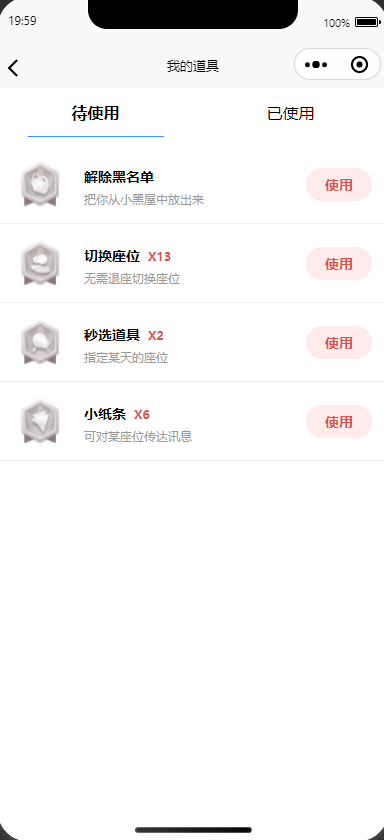 19:59
100%
我的道具
待使用
已使用
解除黑名单
把你从小黑屋中放出来
使用
切换座位 X13
无需退座切换座位
使用
秒选道具 X2
指定某天的座位
使用
小纸条 X6
可对某座位传达讯息
使用